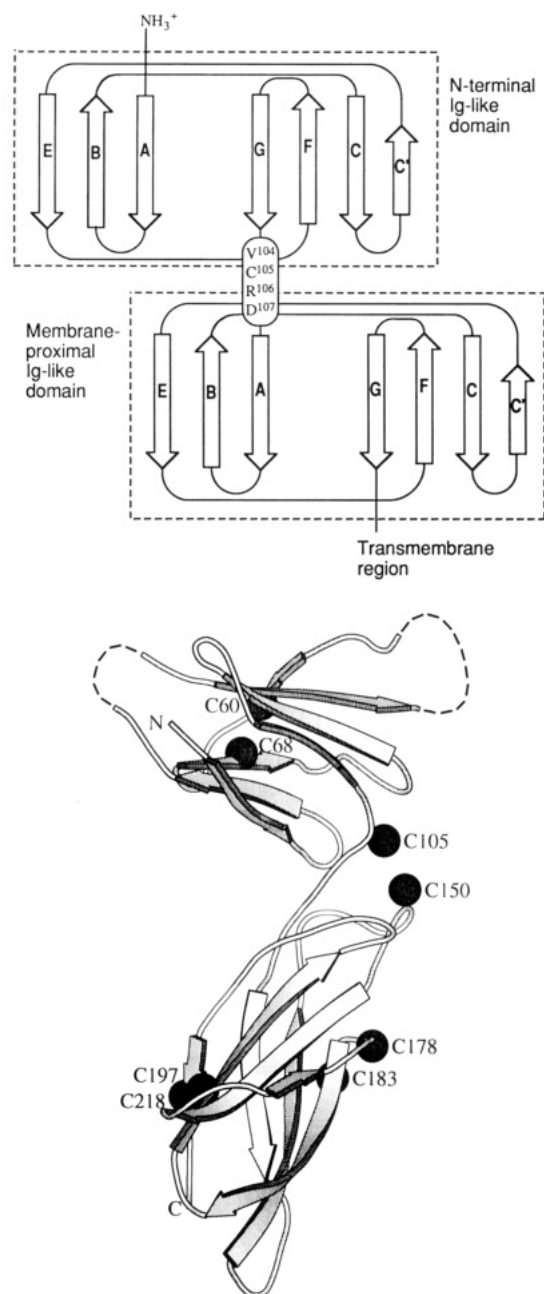 NH₃⁺
N-terminal
Ig-like
domain
E B A G F C C'
V¹⁰⁴
C¹⁰⁵
R¹⁰⁶
D¹⁰⁷
Membrane-
proximal
Ig-like
domain
E B A G F C C'
Transmembrane
region
C60
N
C68
C105
C150
C178
C197
C183
C218
C